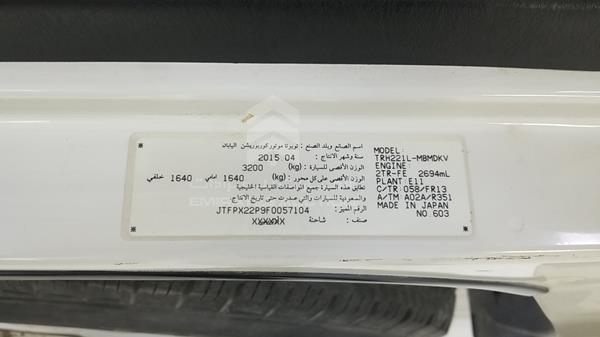 اسم الصانع وبلد الصنع : تويوتا موتور كوربوريشن اليابان
سنة وشهر الانتاج : 2015.04
الوزن الأقصى للسيارة : (kg) 3200
الوزن الأقصى على كل محور : (kg) 1640 امامي 1640 خلفي
تطابق هذه السيارة جميع المواصفات القياسية الخليجية
والسعودية للسيارات والتي صدرت حتى تاريخ الانتاج.
الرقم المميز : JTFPX22P9F0057104
صنف : شاحنة XXXXXX
MODEL:
TRH221L-MBMDKV
ENGINE:
2TR-FE 2694mL
PLANT: E11
C/TR: 058/FR13
A/TM: A02A/R351
MADE IN JAPAN
NO.603